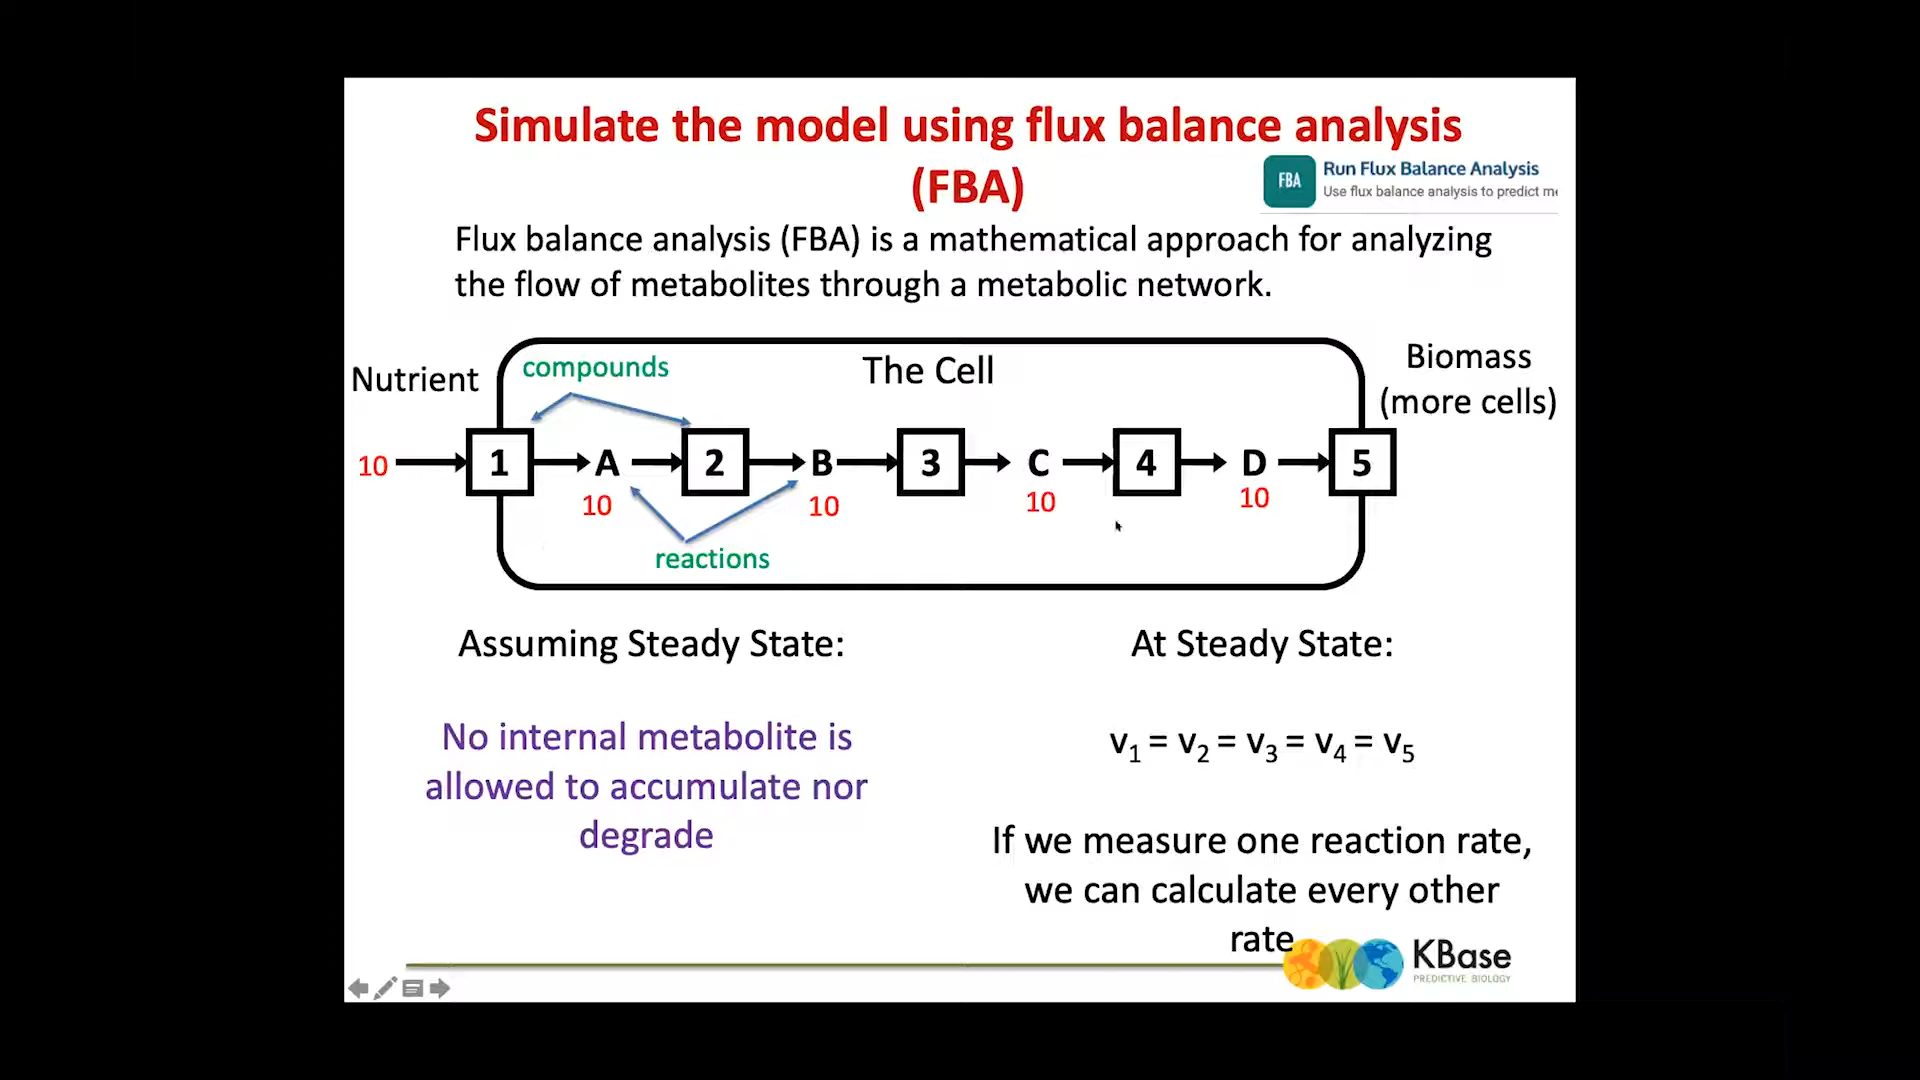 Simulate the model using flux balance analysis
(FBA)
FBA
Run Flux Balance Analysis
Use flux balance analysis to predict me
Flux balance analysis (FBA) is a mathematical approach for analyzing
the flow of metabolites through a metabolic network.
Nutrient
compounds
The Cell
Biomass
(more cells)
10 1 A 2 B 3 C 4 D 5
10 10 10 10
reactions
Assuming Steady State:
No internal metabolite is
allowed to accumulate nor
degrade
At Steady State:
v₁ = v₂ = v₃ = v₄ = v₅
If we measure one reaction rate,
we can calculate every other
rate
KBase
PREDICTIVE BIOLOGY